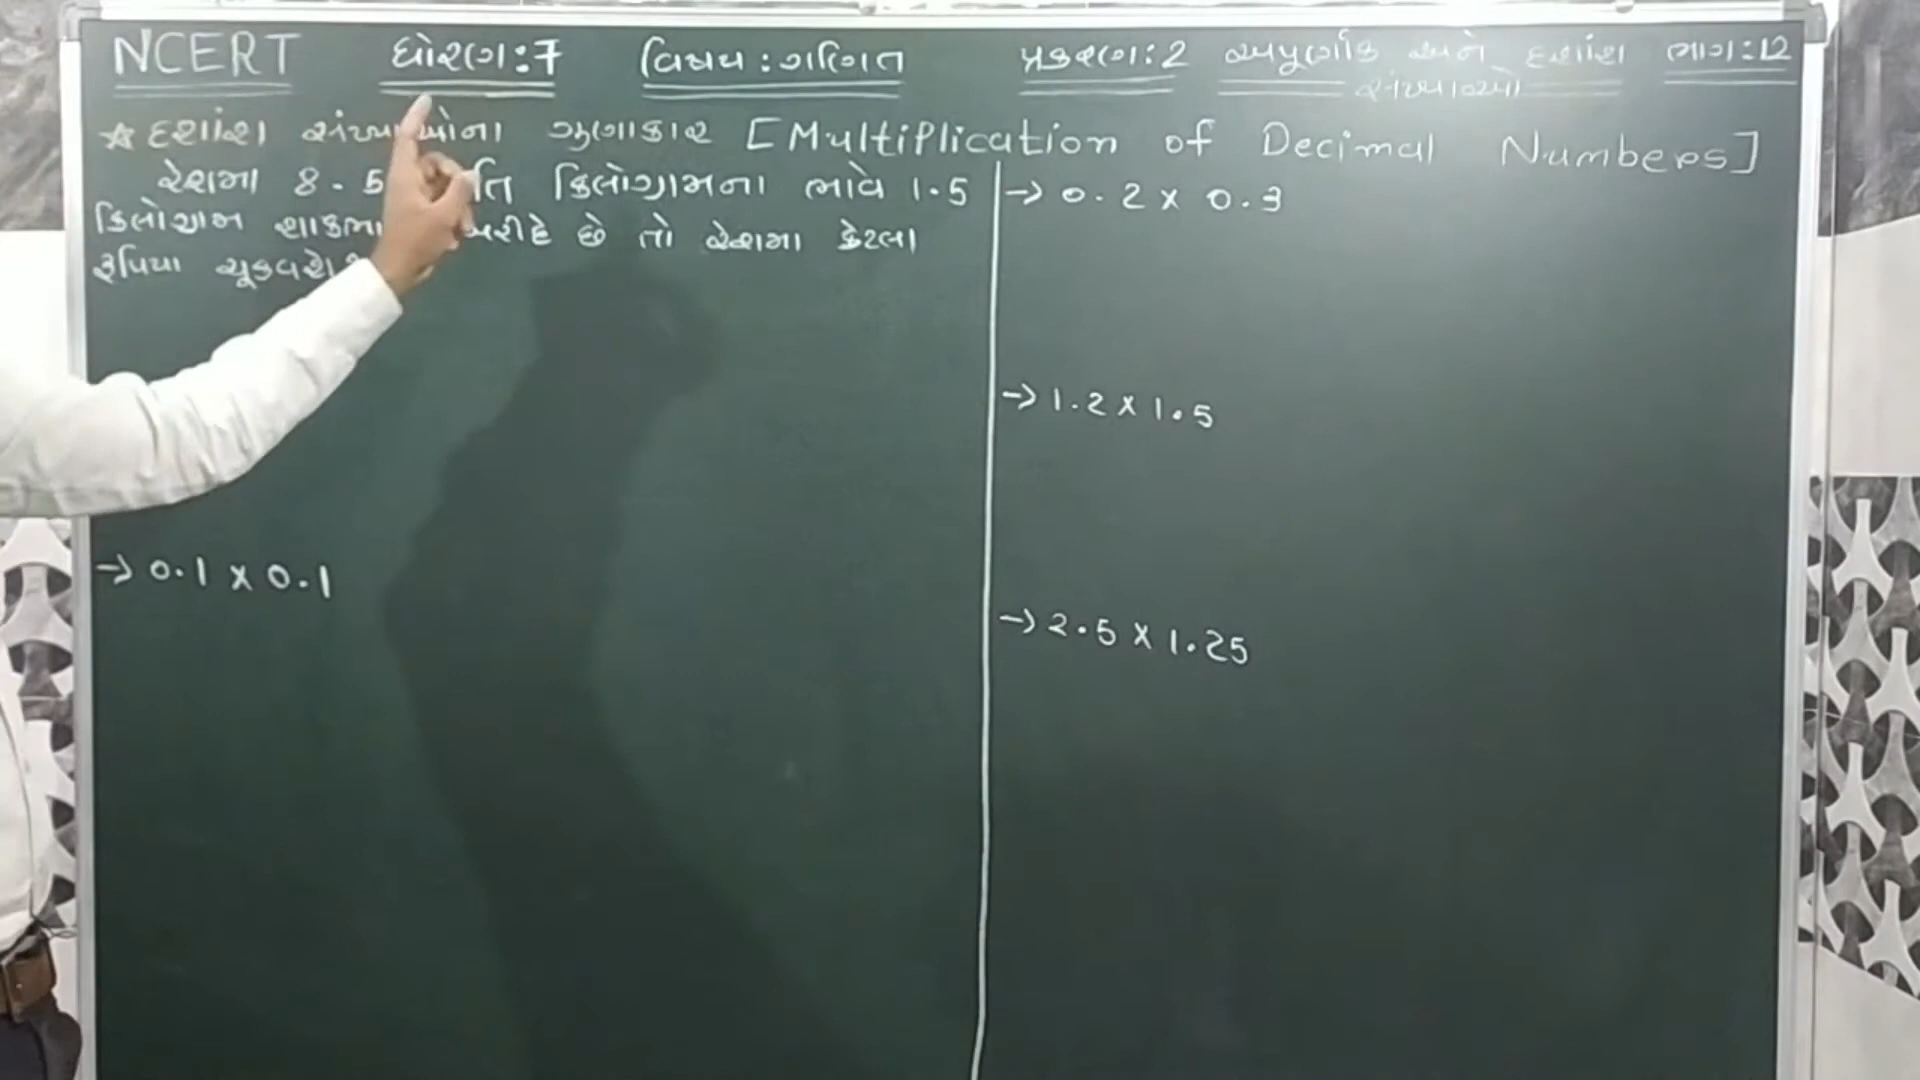 NCERT ધોરણ:7 વિષય:ગણિત પ્રકરણ:2 અપૂર્ણાંક અને દશાંશ ભાગ:12
સંખ્યાઓ
☆ દશાંશ સંખ્યાઓના ગુણાકાર [Multiplication of Decimal Numbers]
રેશમા 8.5 કિલોગ્રામના ભાવે 1.5
કિલોગ્રામ ખરીદે છે તો રેશમા કેટલા
રૂપિયા ચૂકવશે
→ 0.1 x 0.1
→ 0.2 x 0.3
→ 1.2 x 1.5
→ 2.5 x 1.25